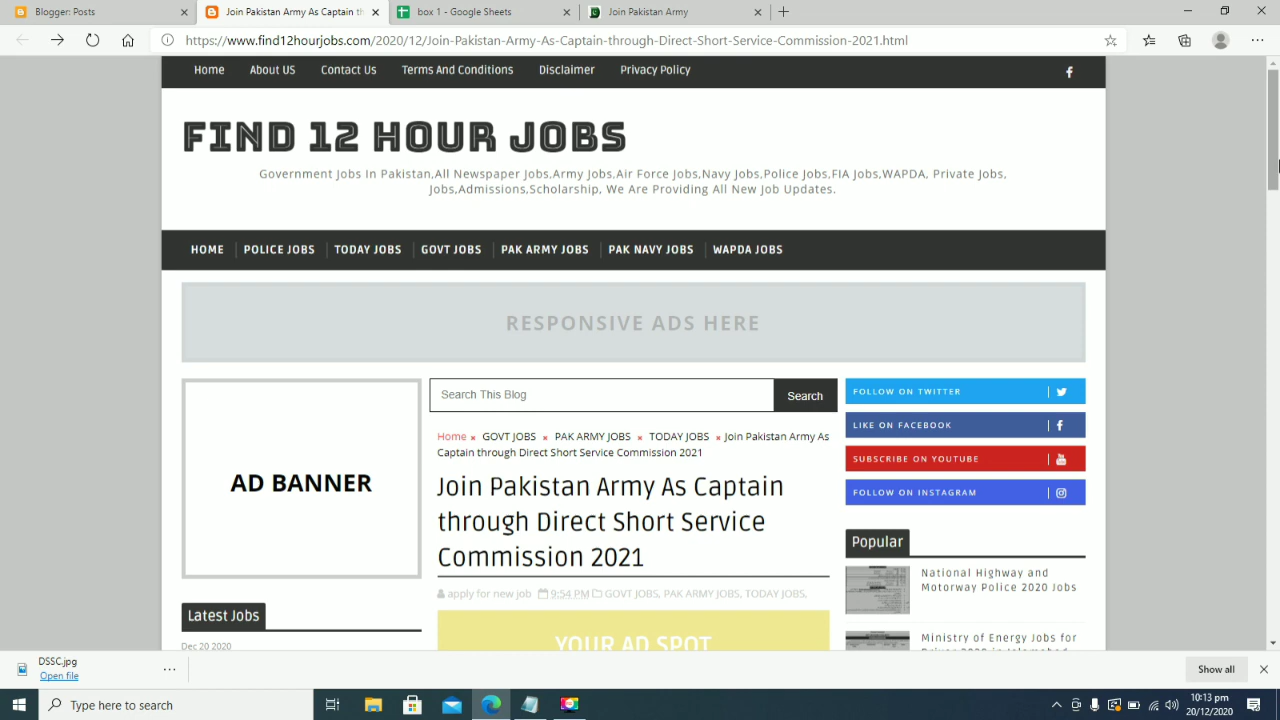 Blogger: Posts
Join Pakistan Army As Captain th
box 1 - Google Sheets
Join Pakistan Army
https://www.find12hourjobs.com/2020/12/Join-Pakistan-Army-As-Captain-through-Direct-Short-Service-Commission-2021.html
Home About US Contact Us Terms And Conditions Disclaimer Privacy Policy
FIND 12 HOUR JOBS
Government Jobs In Pakistan,All Newspaper Jobs,Army Jobs,Air Force Jobs,Navy Jobs,Police Jobs,FIA Jobs,WAPDA, Private Jobs,
Jobs,Admissions,Scholarship, We Are Providing All New Job Updates.
HOME POLICE JOBS TODAY JOBS GOVT JOBS PAK ARMY JOBS PAK NAVY JOBS WAPDA JOBS
RESPONSIVE ADS HERE
AD BANNER
Latest Jobs
Dec 20 2020
Search This Blog
Search
Home × GOVT JOBS × PAK ARMY JOBS × TODAY JOBS × Join Pakistan Army As
Captain through Direct Short Service Commission 2021
Join Pakistan Army As Captain
through Direct Short Service
Commission 2021
apply for new job 9:54 PM GOVT JOBS, PAK ARMY JOBS, TODAY JOBS,
YOUR AD SPOT
FOLLOW ON TWITTER
LIKE ON FACEBOOK
SUBSCRIBE ON YOUTUBE
FOLLOW ON INSTAGRAM
Popular
National Highway and
Motorway Police 2020 Jobs
Ministry of Energy Jobs for
Driver 2020 in Islamabad
DSSC.jpg
Open file
Show all
Type here to search
10:13 pm
20/12/2020